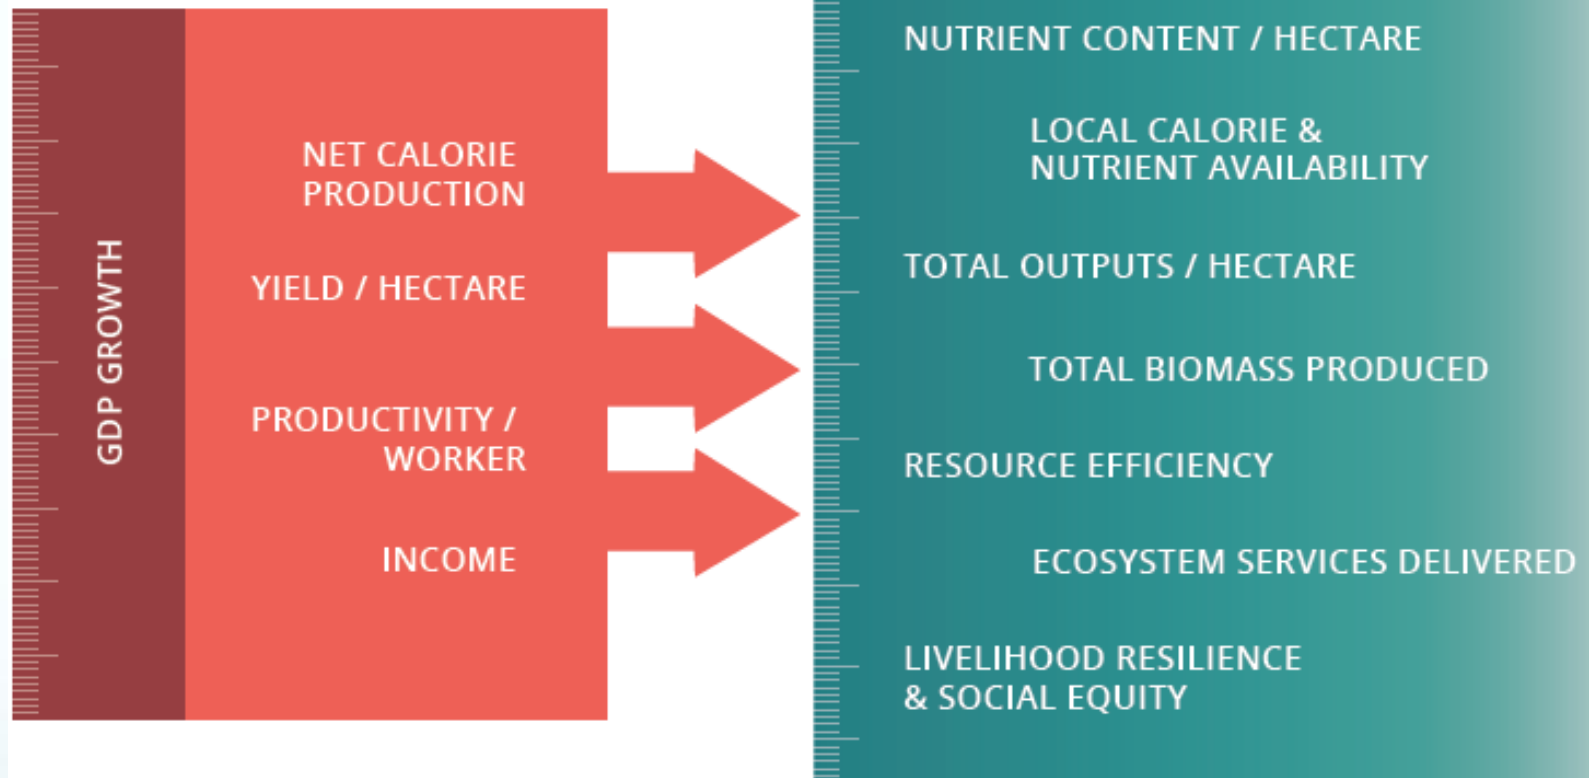 GDP GROWTH
NET CALORIE
PRODUCTION
YIELD / HECTARE
PRODUCTIVITY /
WORKER
INCOME
NUTRIENT CONTENT / HECTARE
LOCAL CALORIE &
NUTRIENT AVAILABILITY
TOTAL OUTPUTS / HECTARE
TOTAL BIOMASS PRODUCED
RESOURCE EFFICIENCY
ECOSYSTEM SERVICES DELIVERED
LIVELIHOOD RESILIENCE
& SOCIAL EQUITY